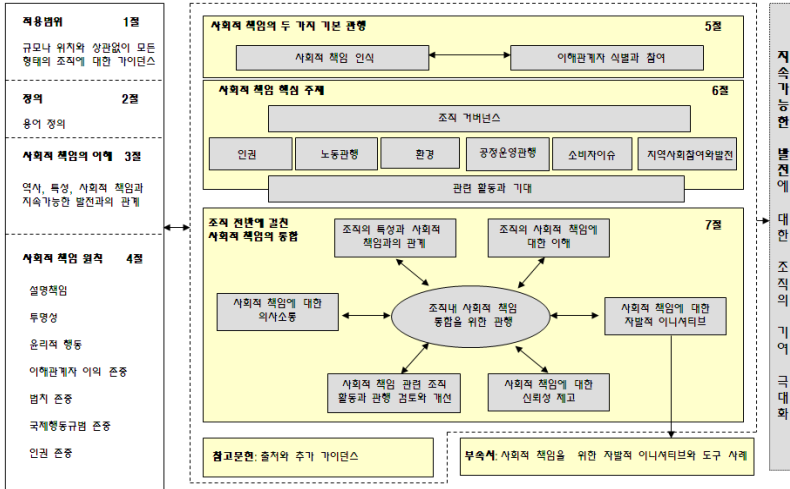 적용범위 1절
규모나 위치와 상관없이 모든
형태의 조직에 대한 가이던스
정의 2절
용어 정의
사회적 책임의 이해 3절
역사, 특성, 사회적 책임과
지속가능한 발전과의 관계
사회적 책임 원칙 4절
설명책임
투명성
윤리적 행동
이해관계자 이익 존중
법치 존중
국제행동규범 존중
인권 존중
사회적 책임의 두 가지 기본 관행 5절
사회적 책임 인식
이해관계자 식별과 참여
사회적 책임 핵심 주제 6절
조직 거버넌스
인권
노동관행
환경
공정운영관행
소비자이슈
지역사회참여와발전
관련 활동과 기대
조직 전반에 걸친
사회적 책임의 통합
7절
조직의 특성과 사회적
책임과의 관계
조직의 사회적 책임에
대한 이해
사회적 책임에 대한
의사소통
조직내 사회적 책임
통합을 위한 관행
사회적 책임에 대한
자발적 이니셔티브
사회적 책임 관련 조직
활동과 관행 검토와 개선
사회적 책임에 대한
신뢰성 제고
참고문헌: 출처와 추가 가이던스
부속서: 사회적 책임을 위한 자발적 이니셔티브와 도구 사례
지속가능한 발전에 대한 조직의 기여 극대화